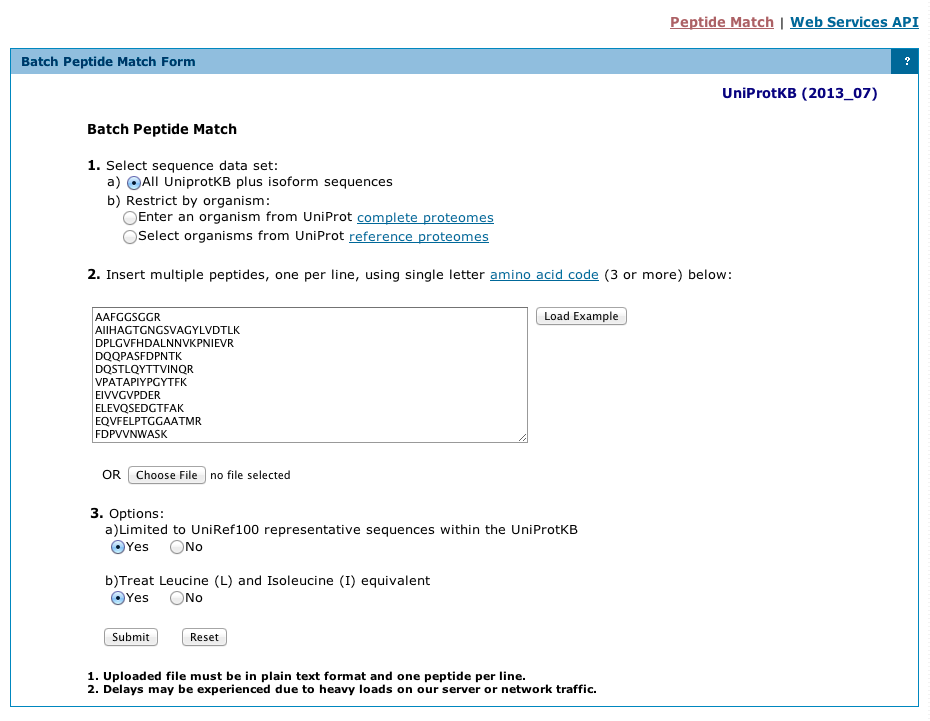 Peptide Match | Web Services API
Batch Peptide Match Form ?
UniProtKB (2013_07)
Batch Peptide Match
1. Select sequence data set:
a) All UniprotKB plus isoform sequences
b) Restrict by organism:
Enter an organism from UniProt complete proteomes
Select organisms from UniProt reference proteomes
2. Insert multiple peptides, one per line, using single letter amino acid code (3 or more) below:
AAFGGSGGR Load Example
AIIHAGTGNGSVAGYLVDTLK
DPLGVFHDALNNVKPNIEVR
DQQPASFDPNTK
DQSTLQYTTVINQR
VPATAPIYPGYTFK
EIVVGVPDER
ELEVQSEDGTFAK
EQVFELPTGGAATMR
FDPVVNWASK
OR Choose File no file selected
3. Options:
a)Limited to UniRef100 representative sequences within the UniProtKB
Yes No
b)Treat Leucine (L) and Isoleucine (I) equivalent
Yes No
Submit Reset
1. Uploaded file must be in plain text format and one peptide per line.
2. Delays may be experienced due to heavy loads on our server or network traffic.